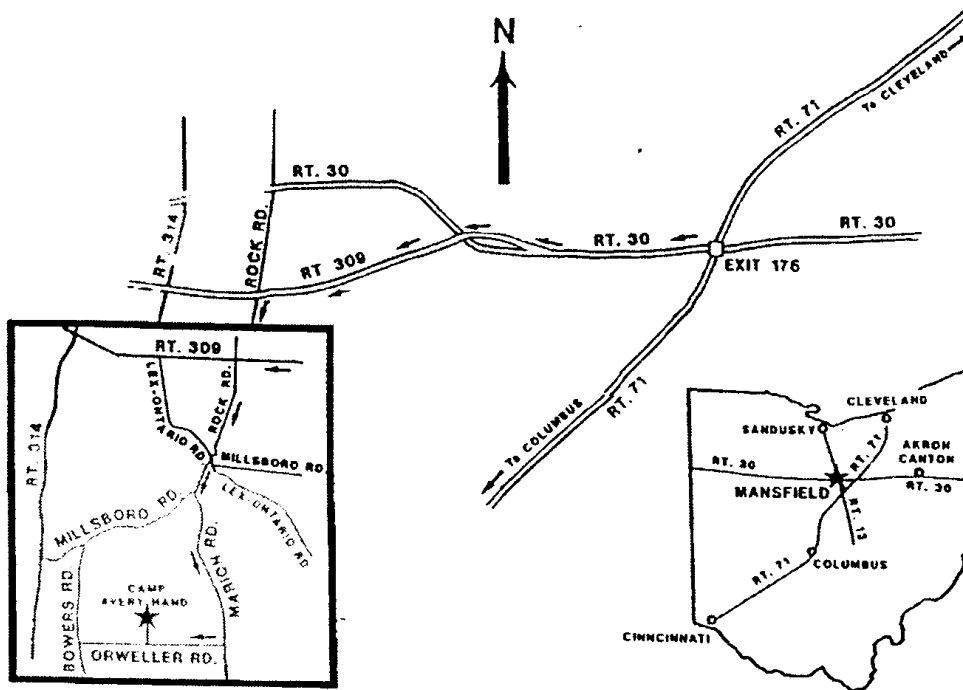 N
RT. 71
To CLEVELAND
RT. 30
RT. 314
ROCK RD.
RT. 30
RT. 30
RT 309
EXIT 176
RT. 71
To COLUMBUS
RT. 309
LEX-ONTARIO RD.
ROCK RD.
RT. 314
MILLSBORO RD.
LEX-ONTARIO RD
MILLSBORO RD.
MARION RD.
BOWERS RD.
CAMP
AVERY HAND
ORWELLER RD.
CLEVELAND
SANDUSKY
RT. 71
AKRON
CANTON
RT. 30
RT. 30
MANSFIELD
RT. 13
COLUMBUS
RT. 71
CINNCINNATI